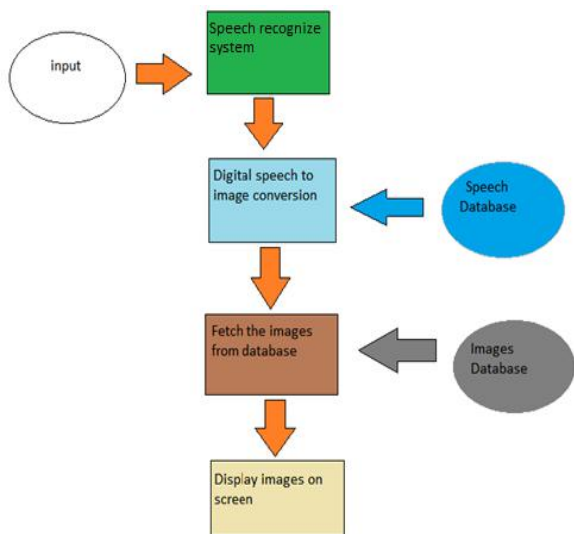 Speech recognize
system
input
Digital speech to
image conversion
Speech
Database
Fetch the images
from database
Images
Database
Display images on
screen